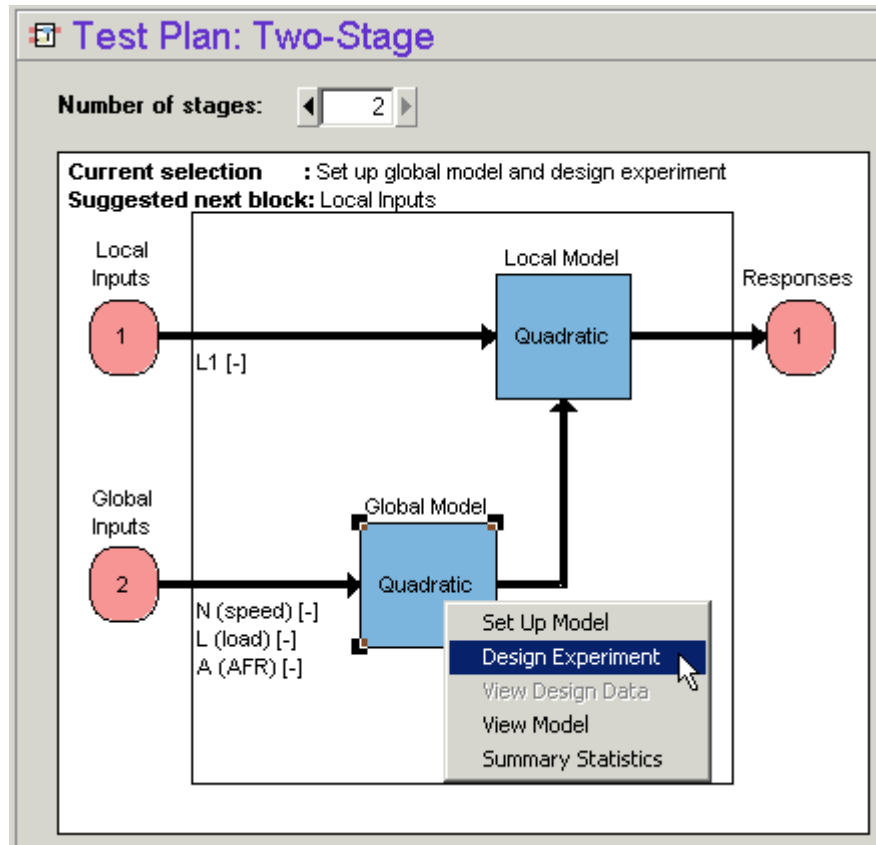 Test Plan: Two-Stage
Number of stages: 2
Current selection : Set up global model and design experiment
Suggested next block: Local Inputs
Local
Inputs
1
L1 [-]
Local Model
Quadratic
Responses
1
Global
Inputs
2
N (speed) [-]
L (load) [-]
A (AFR) [-]
Global Model
Quadratic
Set Up Model
Design Experiment
View Design Data
View Model
Summary Statistics